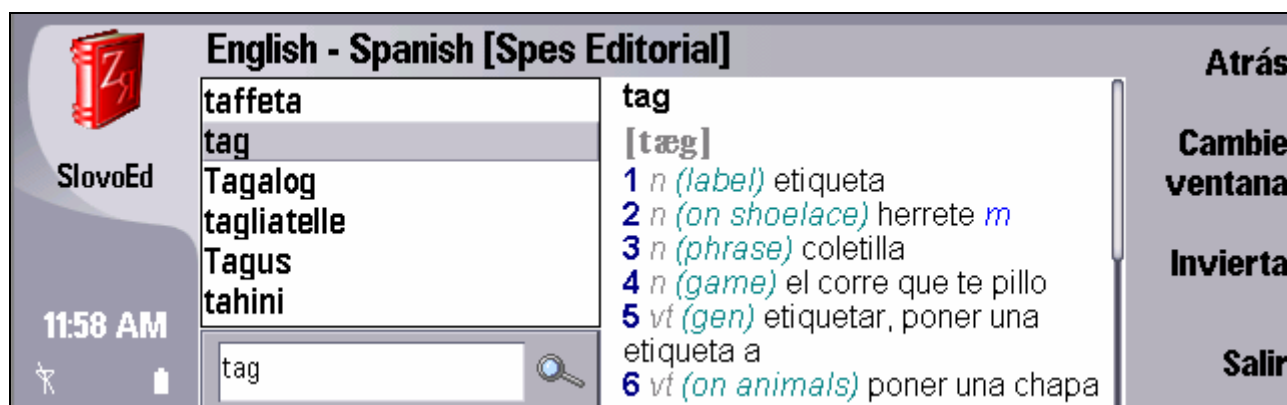 English - Spanish [Spes Editorial]
SlovoEd
11:58 AM
taffeta
tag
Tagalog
tagliatelle
Tagus
tahini
tag
tag
[tæg]
1 n (label) etiqueta
2 n (on shoelace) herrete m
3 n (phrase) coletilla
4 n (game) el corre que te pillo
5 vt (gen) etiquetar, poner una
etiqueta a
6 vt (on animals) poner una chapa
Atrás
Cambie
ventana
Invierta
Salir